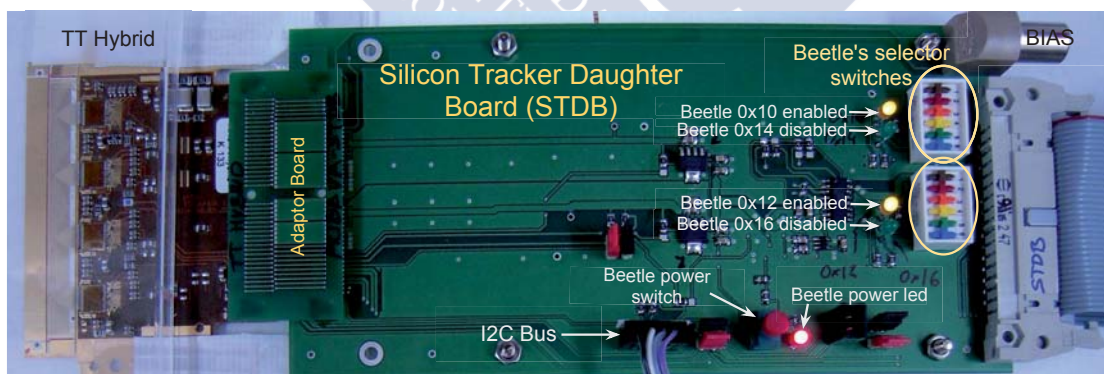 TT Hybrid
BIAS
Beetle's selector
switches
Silicon Tracker Daughter
Board (STDB)
Beetle 0x10 enabled
Beetle 0x14 disabled
Adaptor Board
K 133
Beetle 0x12 enabled
Beetle 0x16 disabled
Beetle power
switch
Beetle power led
I2C Bus
0x12
0x16
STDB